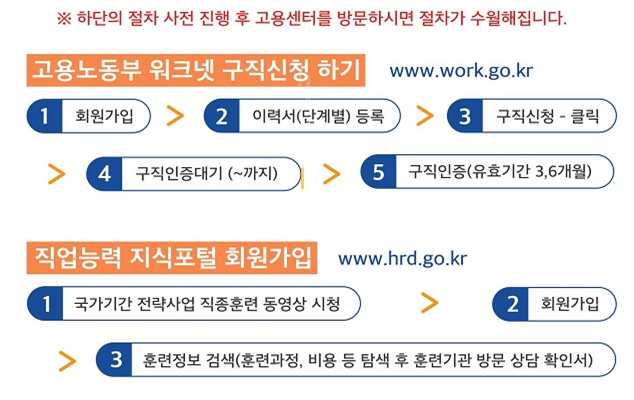 ※ 하단의 절차 사전 진행 후 고용센터를 방문하시면 절차가 수월해집니다.
고용노동부 워크넷 구직신청 하기 www.work.go.kr
1 회원가입 > 2 이력서(단계별) 등록 > 3 구직신청 - 클릭
> 4 구직인증대기 (~까지) > 5 구직인증(유효기간 3,6개월)
직업능력 지식포털 회원가입 www.hrd.go.kr
1 국가기간 전략사업 직종훈련 동영상 시청 > 2 회원가입
> 3 훈련정보 검색(훈련과정, 비용 등 탐색 후 훈련기관 방문 상담 확인서)